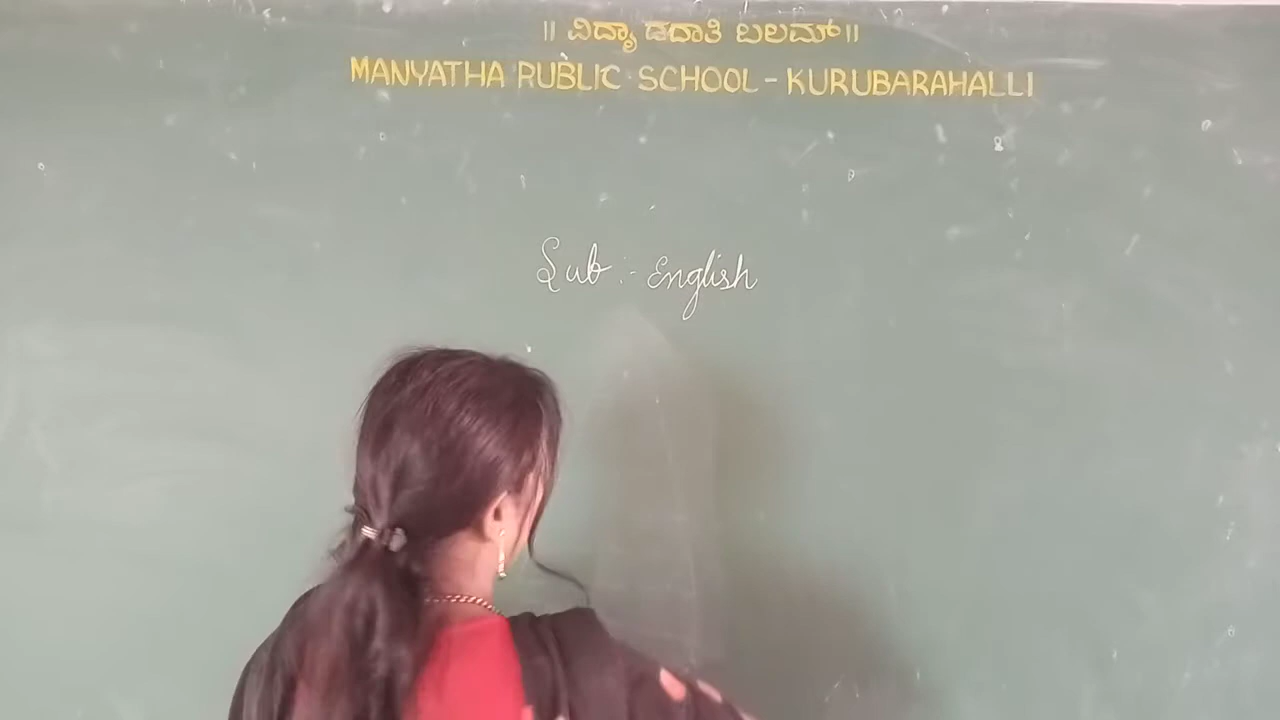 ॥ ವಿದ್ಯಾ ದದಾತಿ ಬಲಮ್ ॥
MANYATHA PUBLIC SCHOOL - KURUBARAHALLI
Sub :- English